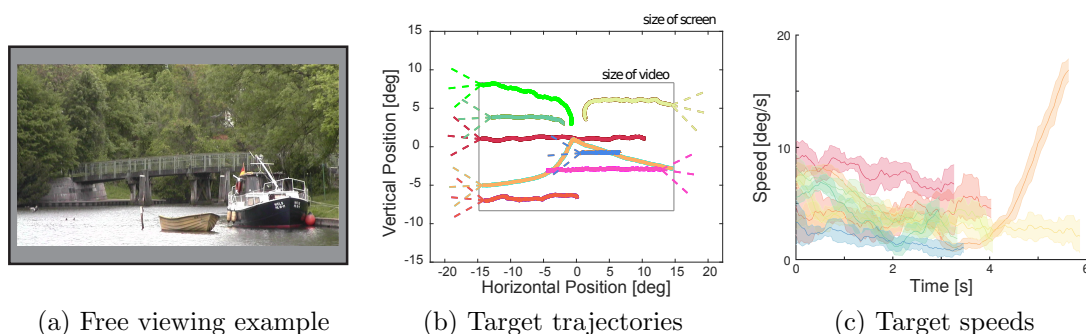 size of screen
size of video
15
10
5
0
-5
-10
-15
Vertical Position [deg]
-20 -15 -10 -5 0 5 10 15 20
Horizontal Position [deg]
20
10
0
Speed [deg/s]
0 2 4 6
Time [s]
(a) Free viewing example
(b) Target trajectories
(c) Target speeds